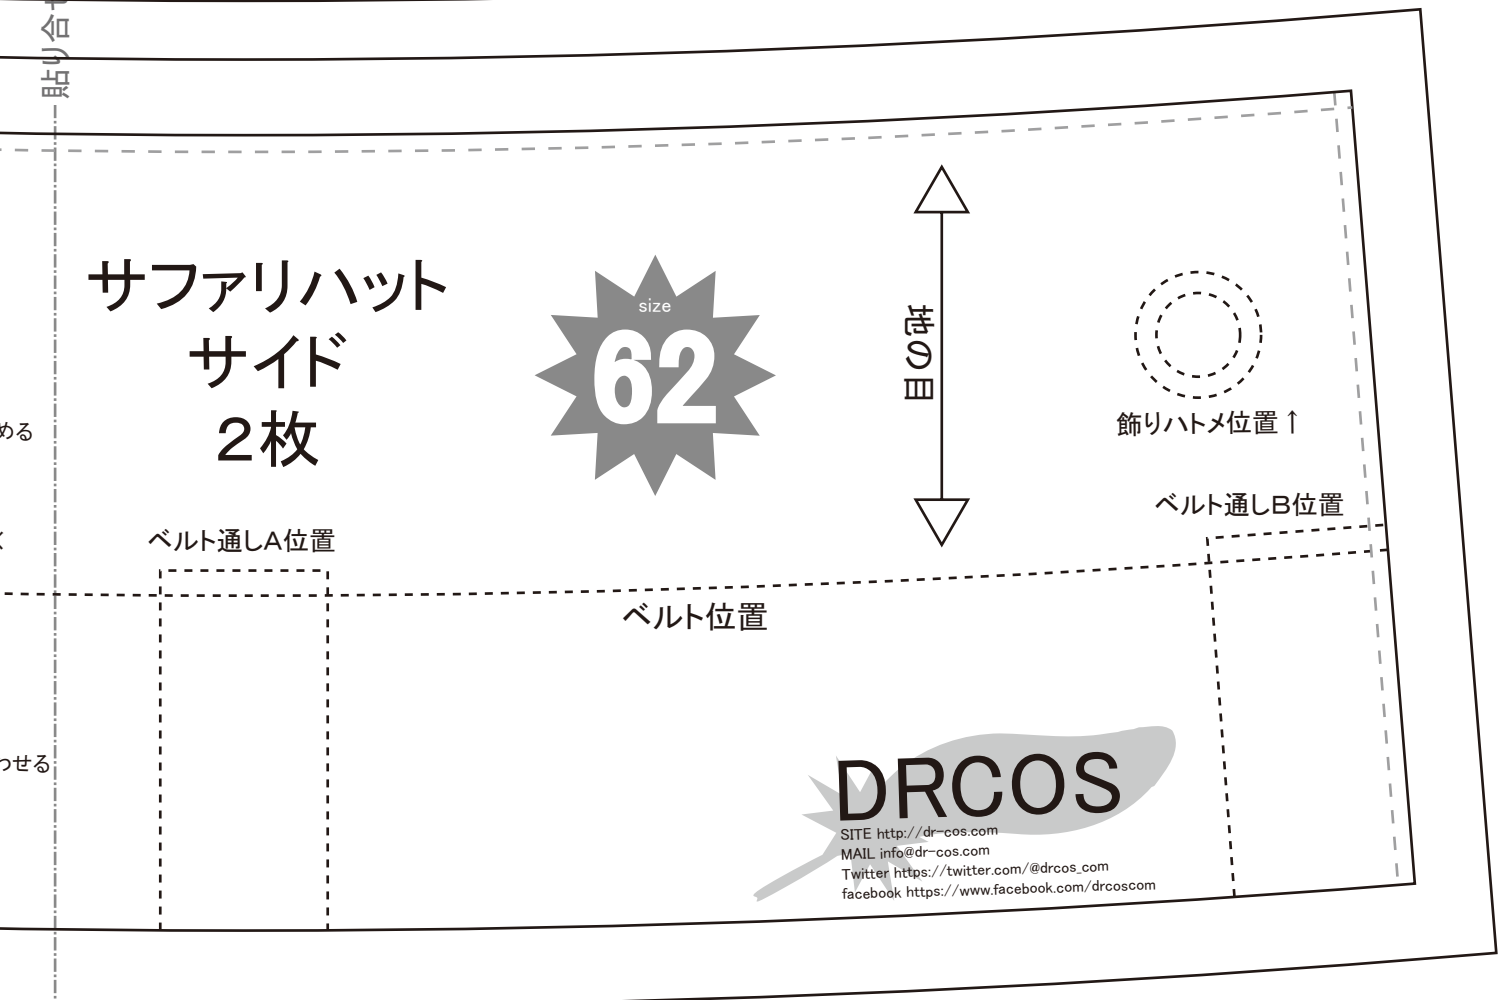 貼り合
サファリハット
サイド
2枚
size
62
地の目
飾りハトメ位置↑
ベルト通しB位置
める
ベルト通しA位置
く
ベルト位置
わせる
DRCOS
SITE http://dr-cos.com
MAIL info@dr-cos.com
Twitter https://twitter.com/@drcos_com
facebook https://www.facebook.com/drcoscom